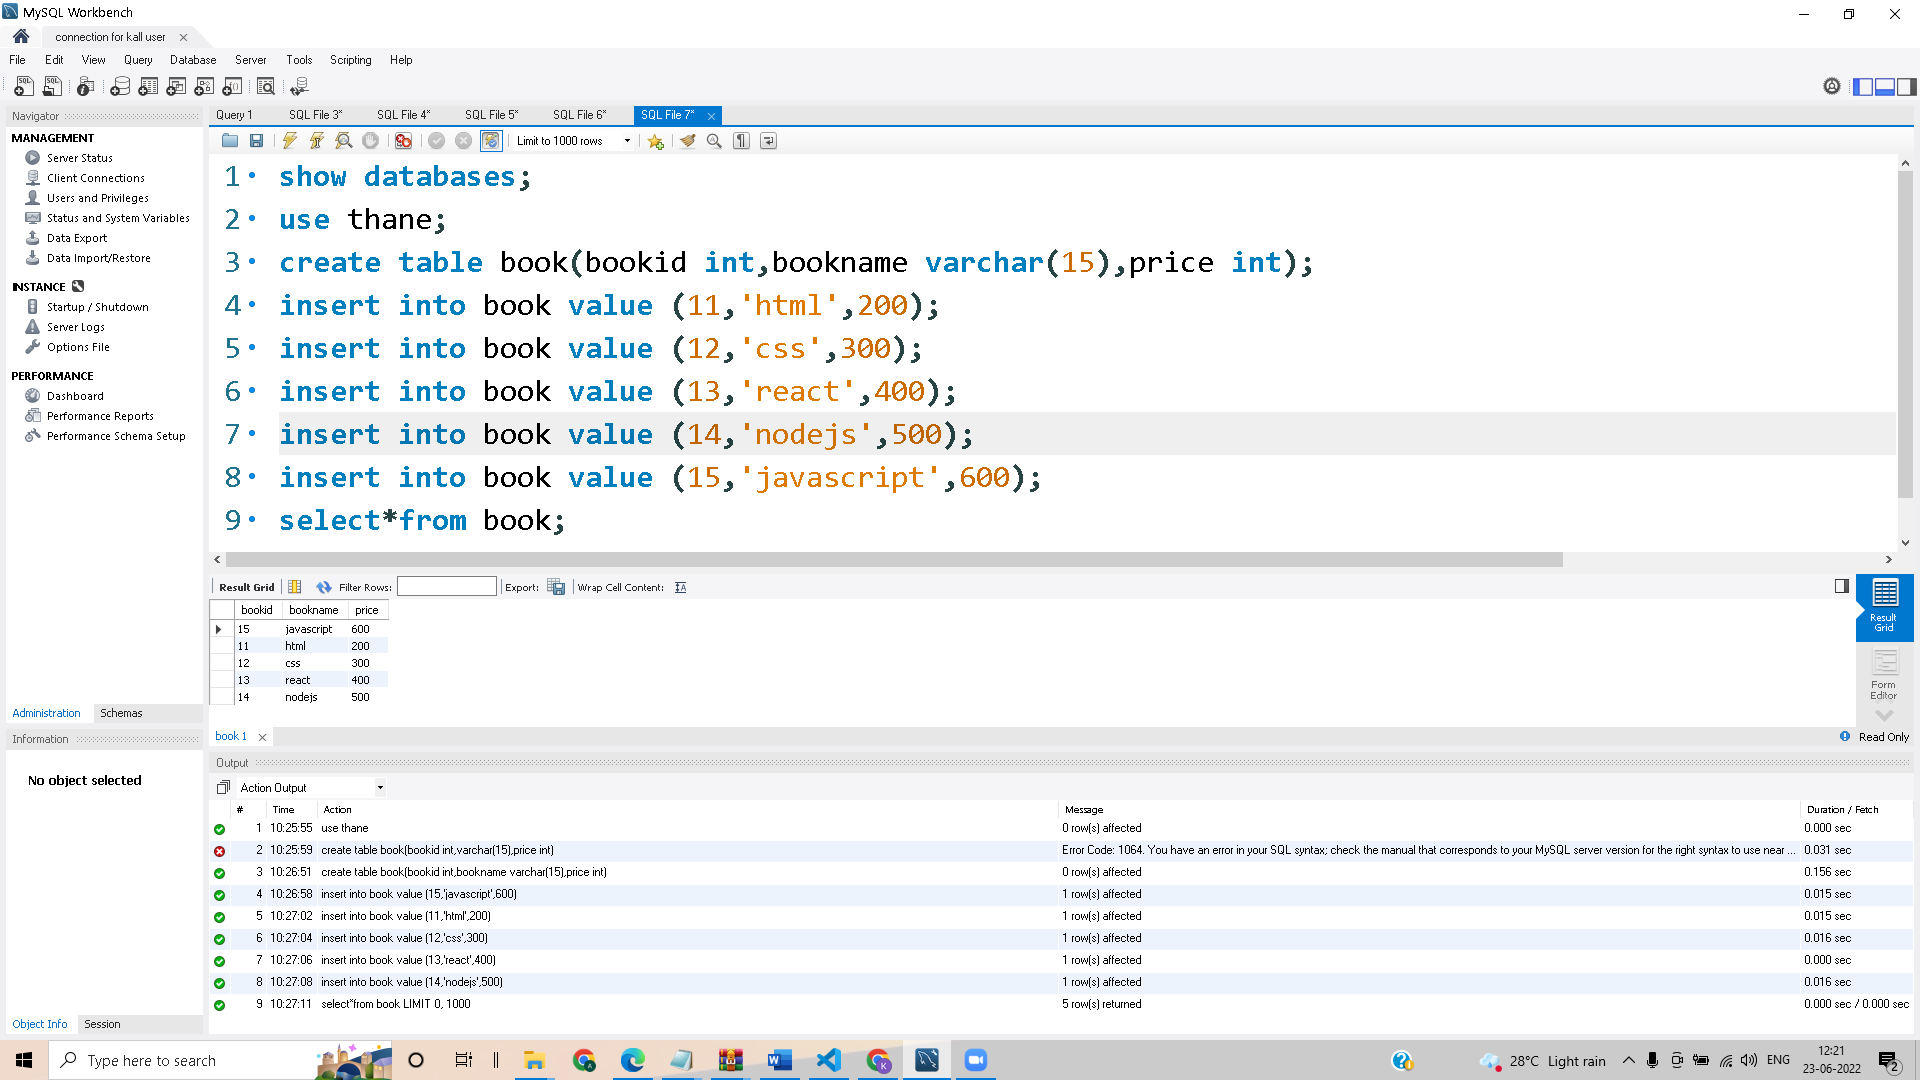 MySQL Workbench
connection for kall user
File Edit View Query Database Server Tools Scripting Help
Navigator
MANAGEMENT
Server Status
Client Connections
Users and Privileges
Status and System Variables
Data Export
Data Import/Restore
INSTANCE
Startup / Shutdown
Server Logs
Options File
PERFORMANCE
Dashboard
Performance Reports
Performance Schema Setup
Administration Schemas
Information
No object selected
Object Info Session
Query 1 SQL File 3* SQL File 4* SQL File 5* SQL File 6* SQL File 7*
Limit to 1000 rows
1 show databases;
2 use thane;
3 create table book(bookid int,bookname varchar(15),price int);
4 insert into book value (11,'html',200);
5 insert into book value (12,'css',300);
6 insert into book value (13,'react',400);
7 insert into book value (14,'nodejs',500);
8 insert into book value (15,'javascript',600);
9 select*from book;
Result Grid Filter Rows: Export: Wrap Cell Content:
bookid bookname price
15 javascript 600
11 html 200
12 css 300
13 react 400
14 nodejs 500
Result
Grid
Form
Editor
book 1
Read Only
Output
Action Output
# Time Action Message Duration / Fetch
1 10:25:55 use thane 0 row(s) affected 0.000 sec
2 10:25:59 create table book(bookid int,varchar(15),price int) Error Code: 1064. You have an error in your SQL syntax; check the manual that corresponds to your MySQL server version for the right syntax to use near ... 0.031 sec
3 10:26:51 create table book(bookid int,bookname varchar(15),price int) 0 row(s) affected 0.156 sec
4 10:26:58 insert into book value (15,'javascript',600) 1 row(s) affected 0.015 sec
5 10:27:02 insert into book value (11,'html',200) 1 row(s) affected 0.015 sec
6 10:27:04 insert into book value (12,'css',300) 1 row(s) affected 0.016 sec
7 10:27:06 insert into book value (13,'react',400) 1 row(s) affected 0.000 sec
8 10:27:08 insert into book value (14,'nodejs',500) 1 row(s) affected 0.016 sec
9 10:27:11 select*from book LIMIT 0, 1000 5 row(s) returned 0.000 sec / 0.000 sec
Type here to search
28°C Light rain
ENG
12:21
23-06-2022
2